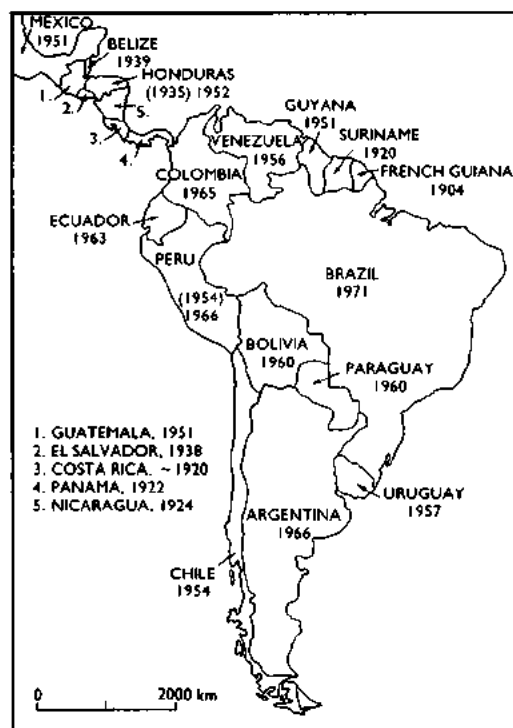 MEXICO
1951
BELIZE
1939
HONDURAS
(1935) 1952
1.
2.
5.
3.
4.
GUYANA
1951
VENEZUELA
1956
SURINAME
1920
COLOMBIA
1965
FRENCH GUIANA
1904
ECUADOR
1963
PERU
(1954)
1966
BRAZIL
1971
BOLIVIA
1960
PARAGUAY
1960
1. GUATEMALA, 1951
2. EL SALVADOR, 1938
3. COSTA RICA. ~ 1920
4. PANAMA, 1922
5. NICARAGUA, 1924
URUGUAY
1957
ARGENTINA
1966
CHILE
1954
0 2000 km